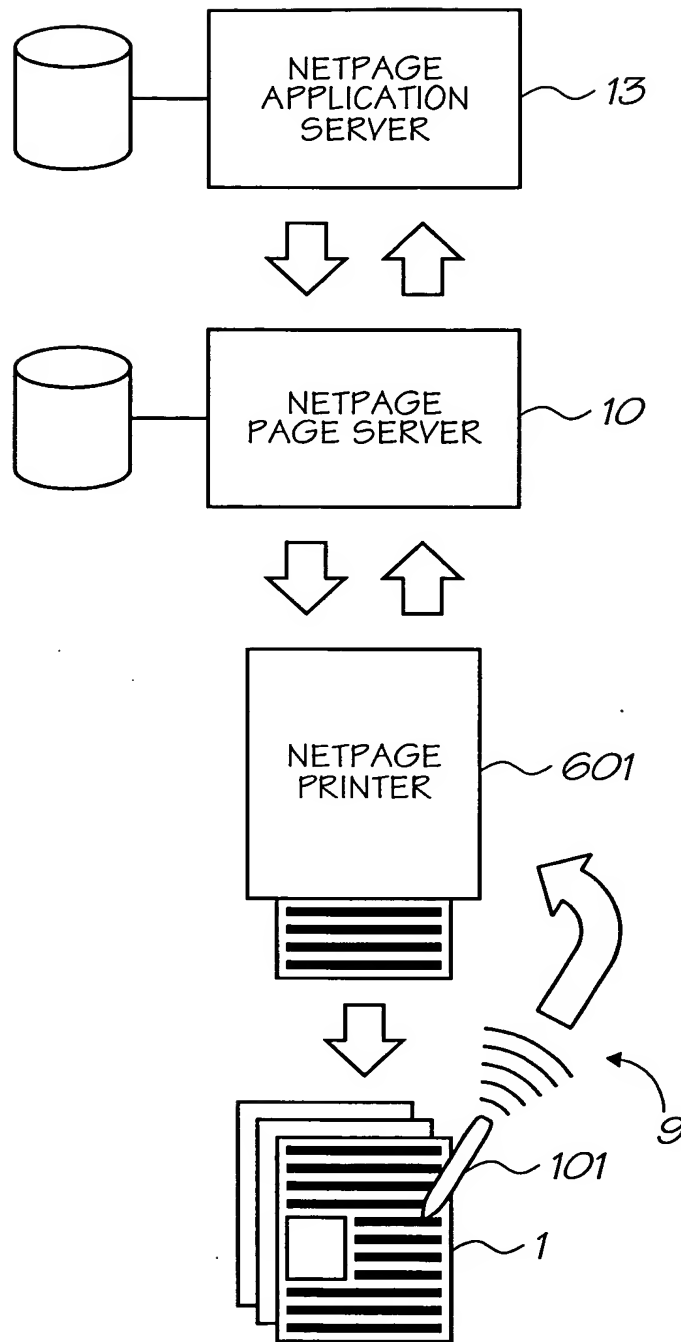 NETPAGE
APPLICATION
SERVER
13
NETPAGE
PAGE SERVER
10
NETPAGE
PRINTER
601
9
101
1